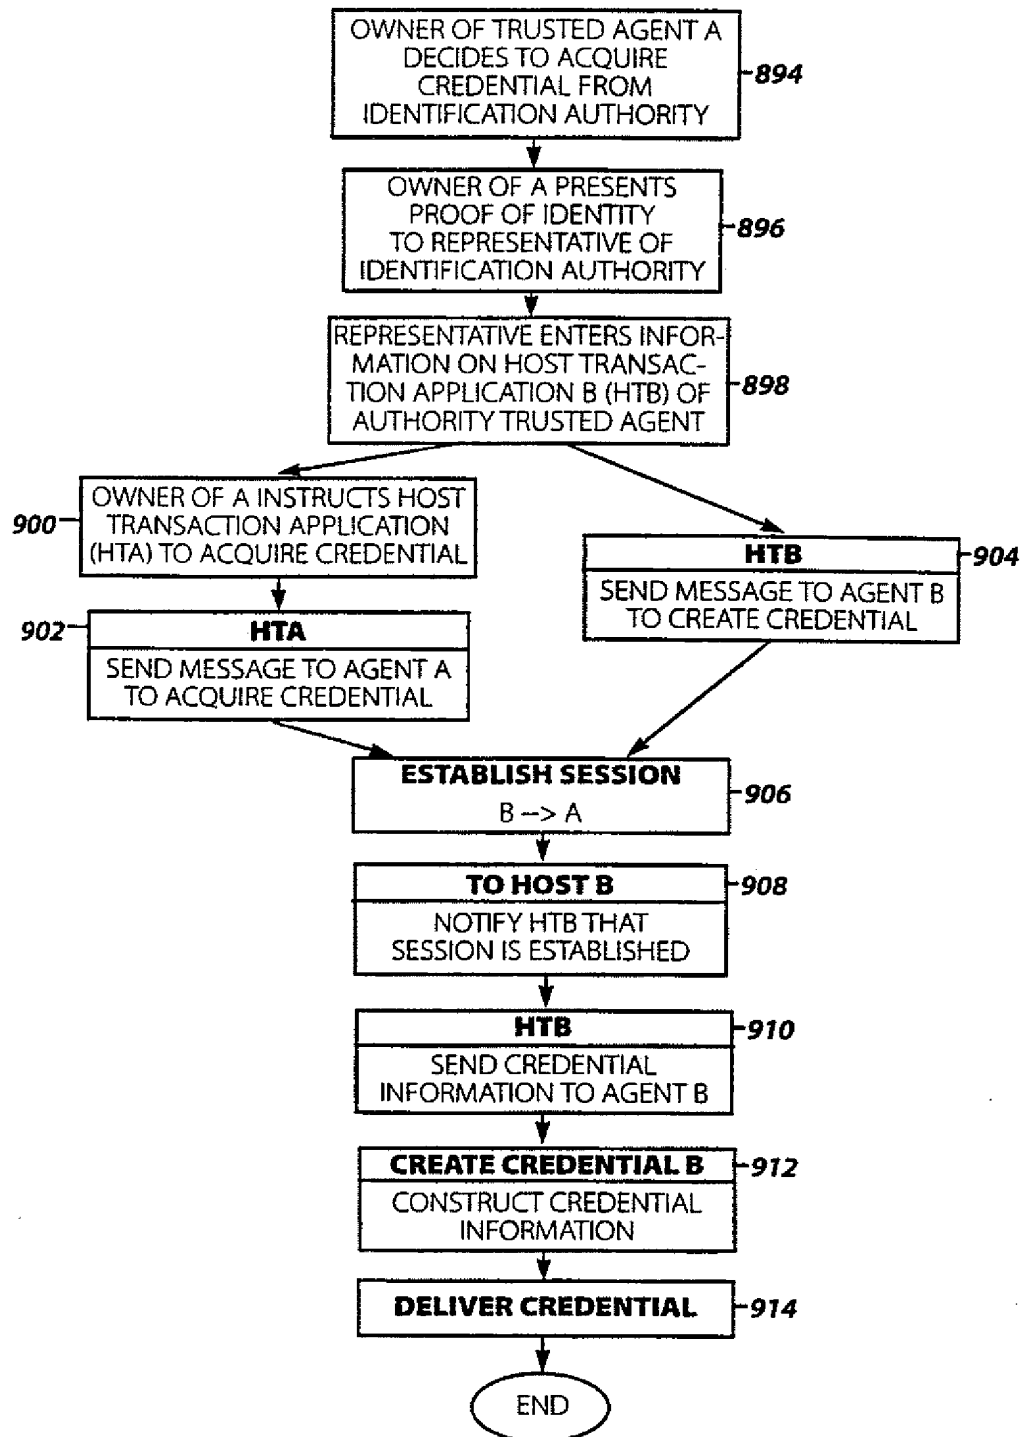 OWNER OF TRUSTED AGENT A
DECIDES TO ACQUIRE
CREDENTIAL FROM
IDENTIFICATION AUTHORITY
894
OWNER OF A PRESENTS
PROOF OF IDENTITY
TO REPRESENTATIVE OF
IDENTIFICATION AUTHORITY
896
REPRESENTATIVE ENTERS INFOR-
MATION ON HOST TRANSAC-
TION APPLICATION B (HTB) OF
AUTHORITY TRUSTED AGENT
898
900
OWNER OF A INSTRUCTS HOST
TRANSACTION APPLICATION
(HTA) TO ACQUIRE CREDENTIAL
902
HTA
SEND MESSAGE TO AGENT A
TO ACQUIRE CREDENTIAL
HTB
904
SEND MESSAGE TO AGENT B
TO CREATE CREDENTIAL
ESTABLISH SESSION
B --> A
906
TO HOST B
908
NOTIFY HTB THAT
SESSION IS ESTABLISHED
HTB
910
SEND CREDENTIAL
INFORMATION TO AGENT B
CREATE CREDENTIAL B
912
CONSTRUCT CREDENTIAL
INFORMATION
DELIVER CREDENTIAL
914
END